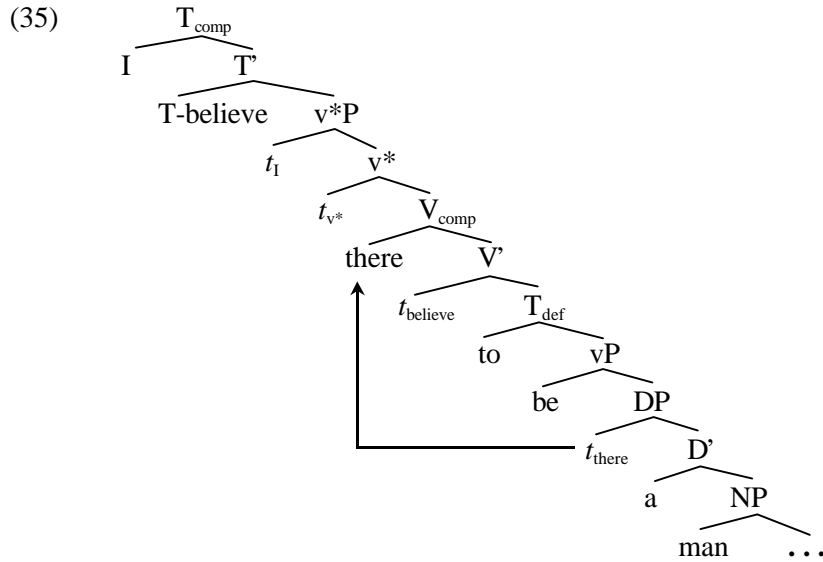 (35) T_comp
I T’
T-believe v*P
t_I v*
t_v* V_comp
there V’
t_believe T_def
to vP
be DP
t_there D’
a NP
man ...